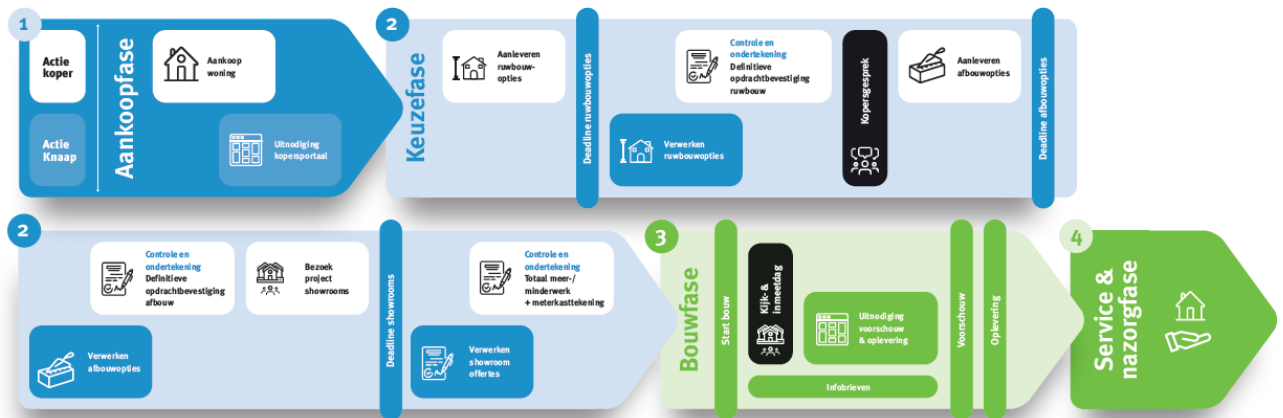 1
Actie
koper
Actie
Knaap
Aankoopfase
Aankoop
woning
Uitnodiging
kopersportaal
2
Keuzefase
Aanleveren
ruwbouw-
opties
Deadline ruwbouwopties
Verwerken
ruwbouwopties
Controle en
ondertekening
Definitieve
opdrachtbevestiging
ruwbouw
Kopersgesprek
Aanleveren
afbouwopties
Deadline afbouwopties
2
Verwerken
afbouwopties
Controle en
ondertekening
Definitieve
opdrachtbevestiging
afbouw
Bezoek
project
showrooms
Deadline showrooms
Verwerken
showroom
offertes
Controle en
ondertekening
Totaal meer-/
minderwerk
+ meterkasttekening
3
Bouwfase
Start bouw
Kijk- &
inmeetdag
Uitnodiging
voorschouw
& oplevering
Infobrieven
Voorschouw
Oplevering
4
Service &
nazorgfase